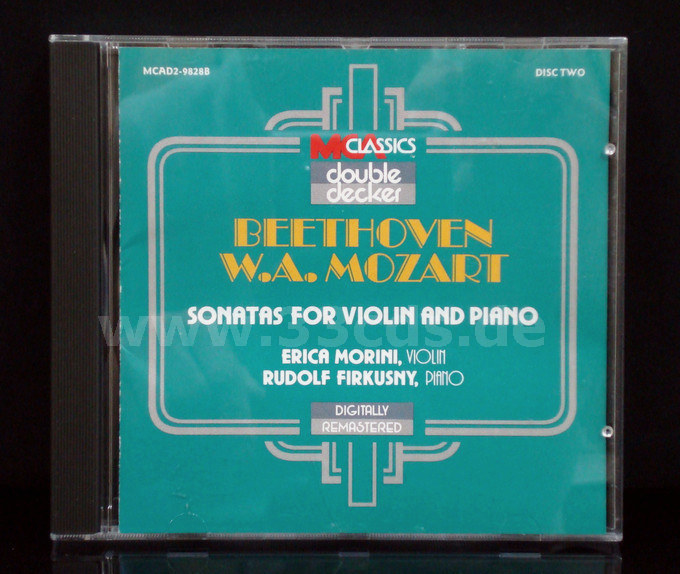 MCAD2-9828B
DISC TWO
MCA CLASSICS
double
decker
BEETHOVEN
W.A. MOZART
SONATAS FOR VIOLIN AND PIANO
www.33cds.de
ERICA MORINI, VIOLIN
RUDOLF FIRKUSNY, PIANO
DIGITALLY
REMASTERED